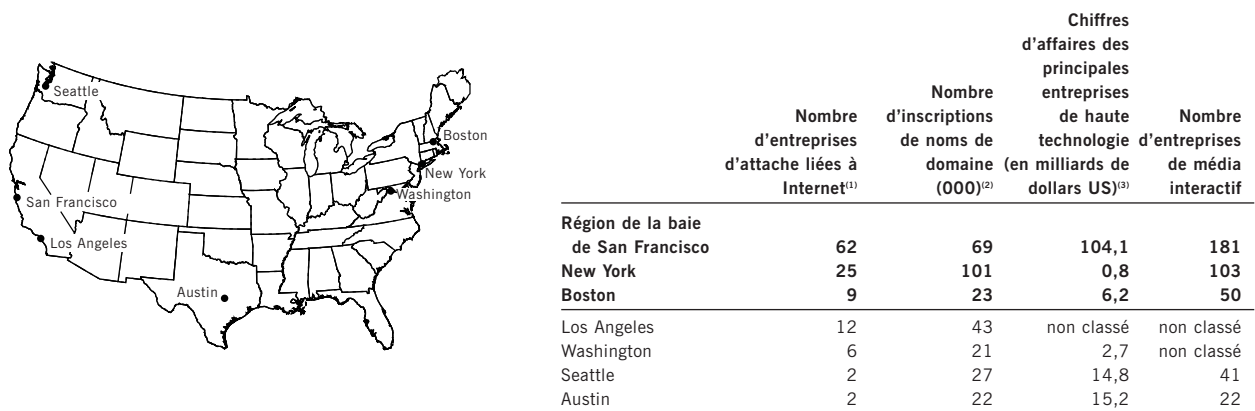 Seattle
Boston
New York
Washington
San Francisco
Los Angeles
Austin
Chiffres
d’affaires des
principales
Nombre entreprises
Nombre d’inscriptions de haute Nombre
d’entreprises de noms de technologie d’entreprises
d’attache liées à domaine (en milliards de de média
Internet(1) (000)(2) dollars US)(3) interactif
Région de la baie
de San Francisco 62 69 104,1 181
New York 25 101 0,8 103
Boston 9 23 6,2 50
Los Angeles 12 43 non classé non classé
Washington 6 21 2,7 non classé
Seattle 2 27 14,8 41
Austin 2 22 15,2 22